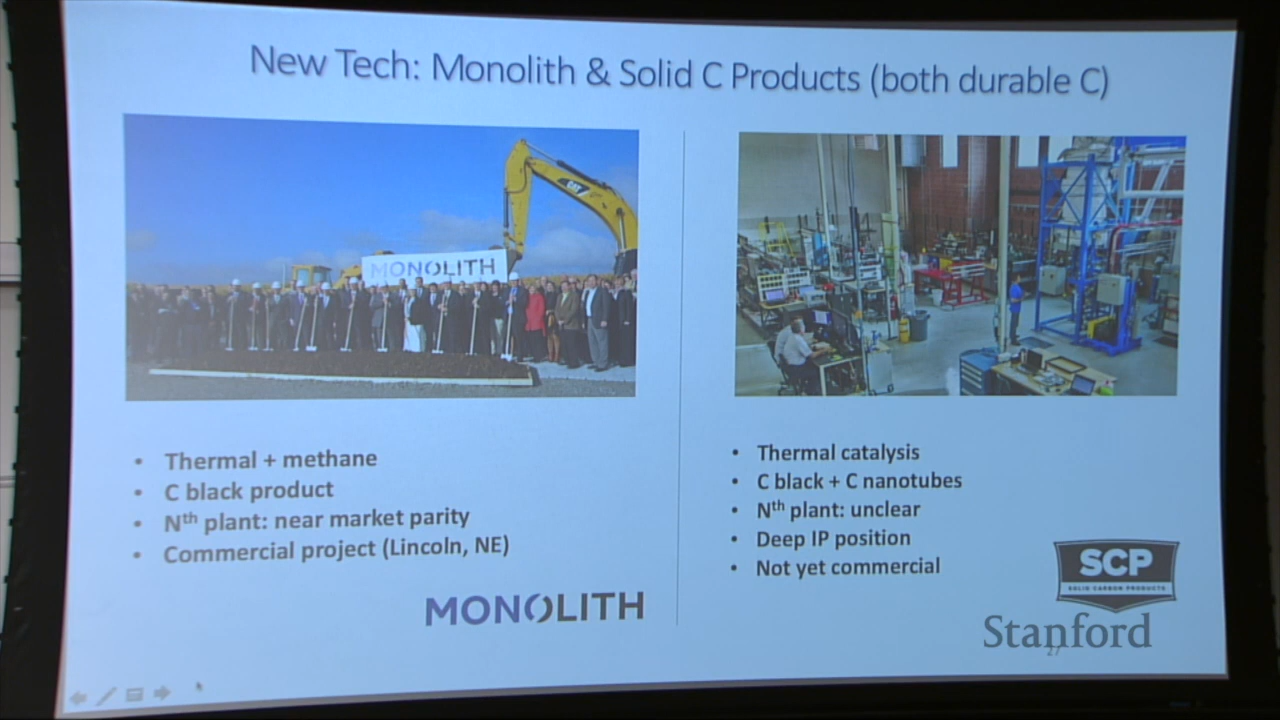 New Tech: Monolith & Solid C Products (both durable C)
CAT
MONOLITH
• Thermal + methane
• C black product
• Nth plant: near market parity
• Commercial project (Lincoln, NE)
MONOLITH
• Thermal catalysis
• C black + C nanotubes
• Nth plant: unclear
• Deep IP position
• Not yet commercial
SCP
SOLID CARBON PRODUCTS
Stanford
27